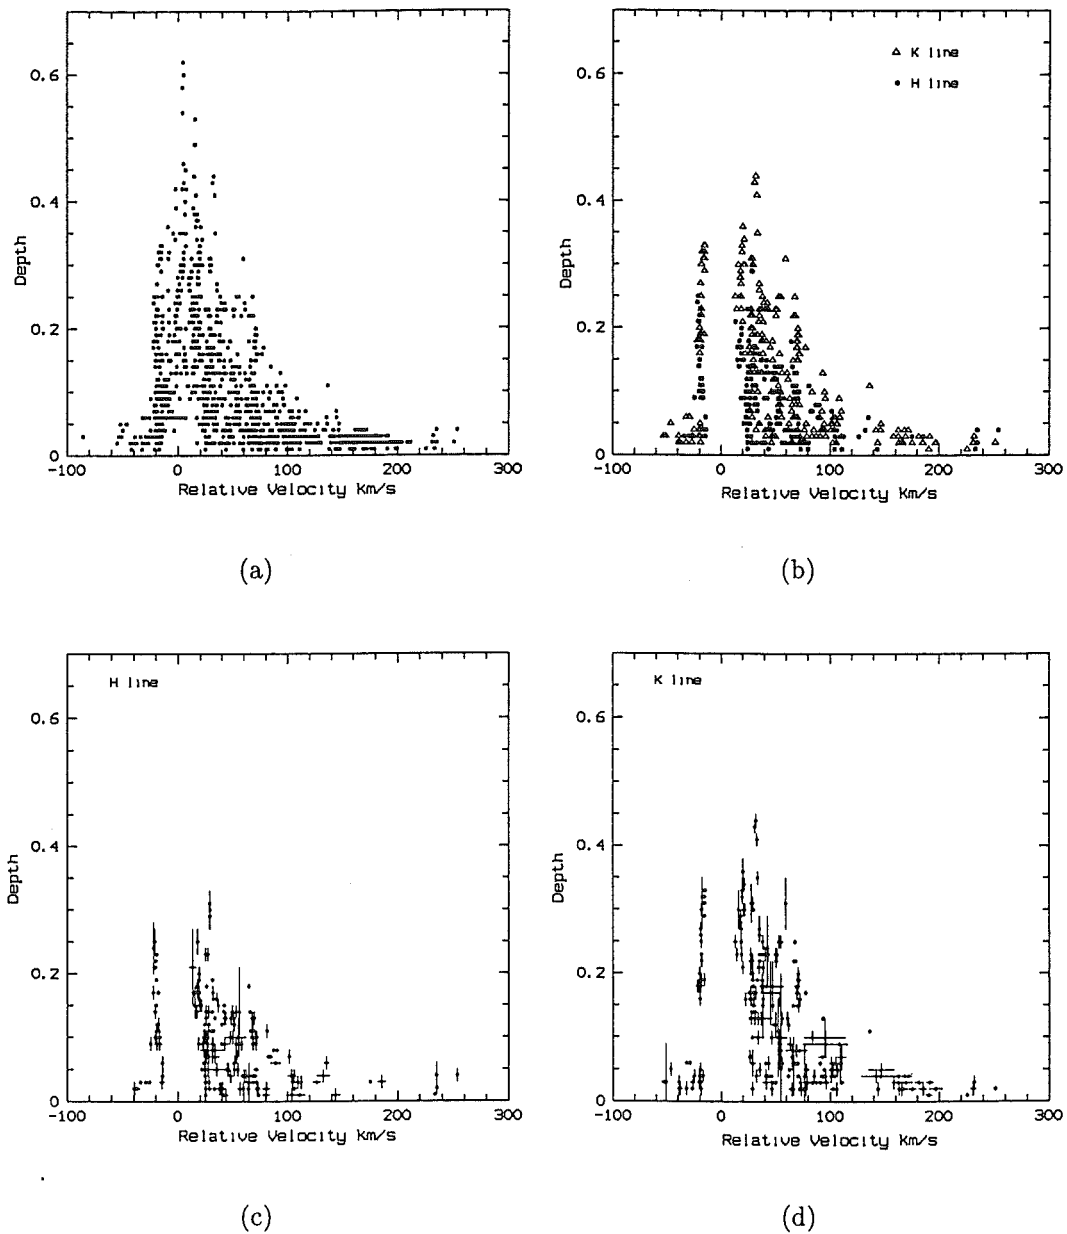 0.6
0.4
0.2
0
Depth
-100 0 100 200 300
Relative Velocity Km/s
(a)
△ K line
• H line
0.6
0.4
0.2
0
Depth
-100 0 100 200 300
Relative Velocity Km/s
(b)
H line
0.6
0.4
0.2
0
Depth
-100 0 100 200 300
Relative Velocity Km/s
(c)
K line
0.6
0.4
0.2
0
Depth
-100 0 100 200 300
Relative Velocity Km/s
(d)